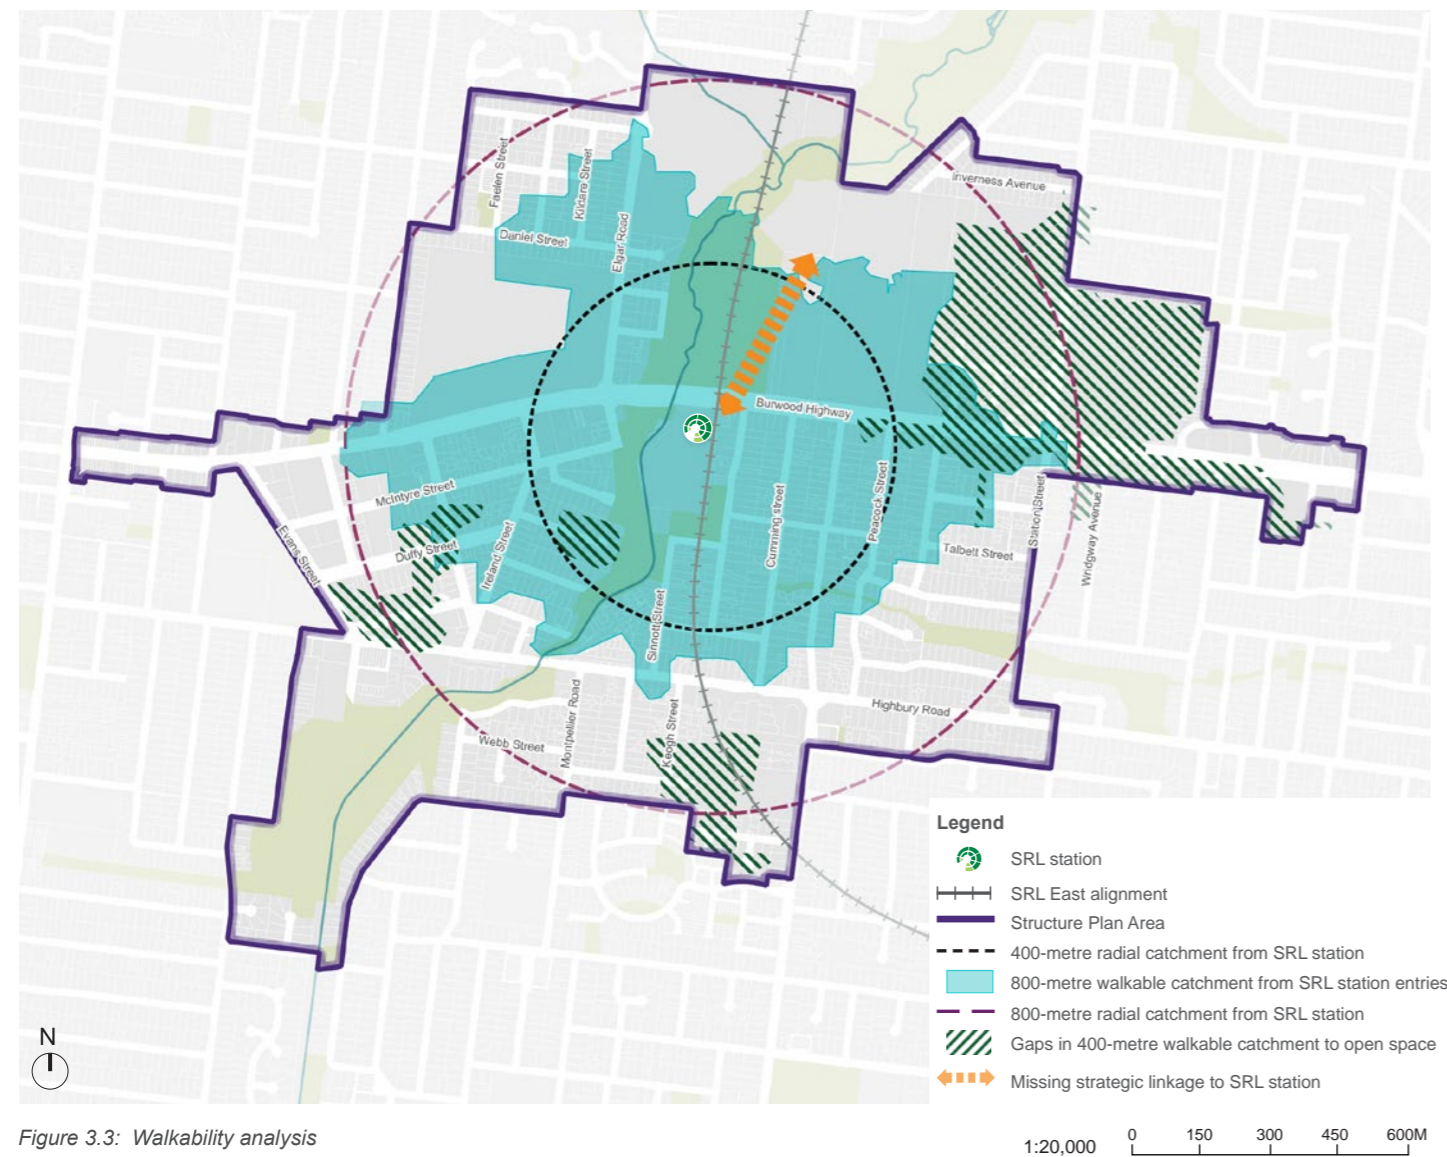 Inverness Avenue
Faelen Street
Kildare Street
Elgar Road
Daniel Street
Burwood Highway
McIntyre Street
Duffy Street
Ireland Street
Evans Street
Cumming street
Peacock Street
Talbett Street
Station Street
Wridgway Avenue
Sinnott Street
Highbury Road
Montpellier Road
Keogh Street
Webb Street
Legend
SRL station
SRL East alignment
Structure Plan Area
400-metre radial catchment from SRL station
800-metre walkable catchment from SRL station entries
800-metre radial catchment from SRL station
Gaps in 400-metre walkable catchment to open space
Missing strategic linkage to SRL station
N
Figure 3.3: Walkability analysis
1:20,000
0 150 300 450 600M